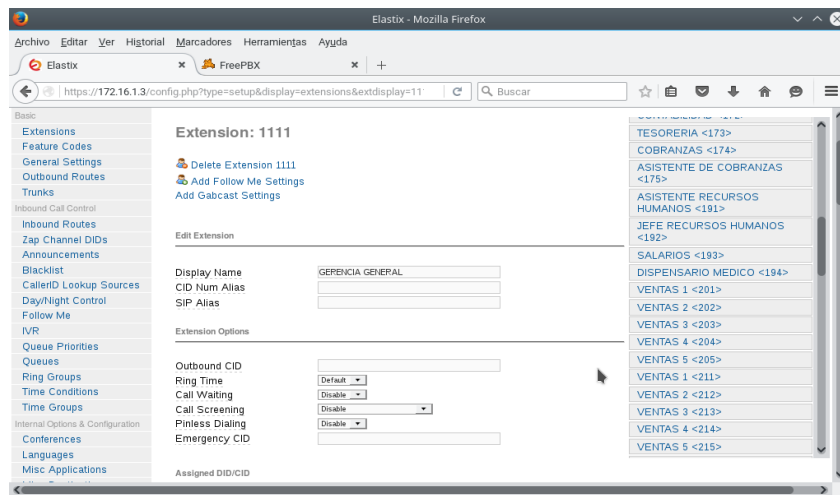 Elastix - Mozilla Firefox
Archivo Editar Ver Historial Marcadores Herramientas Ayuda
Elastix
FreePBX
https://172.16.1.3/config.php?type=setup&display=extensions&extdisplay=11
Buscar
Basic
Extensions
Feature Codes
General Settings
Outbound Routes
Trunks
Inbound Call Control
Inbound Routes
Zap Channel DIDs
Announcements
Blacklist
CallerID Lookup Sources
Day/Night Control
Follow Me
IVR
Queue Priorities
Queues
Ring Groups
Time Conditions
Time Groups
Internal Options & Configuration
Conferences
Languages
Misc Applications
Extension: 1111
Delete Extension 1111
Add Follow Me Settings
Add Gabcast Settings
Edit Extension
Display Name GERENCIA GENERAL
CID Num Alias
SIP Alias
Extension Options
Outbound CID
Ring Time Default
Call Waiting Disable
Call Screening Disable
Pinless Dialing Disable
Emergency CID
Assigned DID/CID
TESORERIA <173>
COBRANZAS <174>
ASISTENTE DE COBRANZAS
<175>
ASISTENTE RECURSOS
HUMANOS <191>
JEFE RECURSOS HUMANOS
<192>
SALARIOS <193>
DISPENSARIO MEDICO <194>
VENTAS 1 <201>
VENTAS 2 <202>
VENTAS 3 <203>
VENTAS 4 <204>
VENTAS 5 <205>
VENTAS 1 <211>
VENTAS 2 <212>
VENTAS 3 <213>
VENTAS 4 <214>
VENTAS 5 <215>